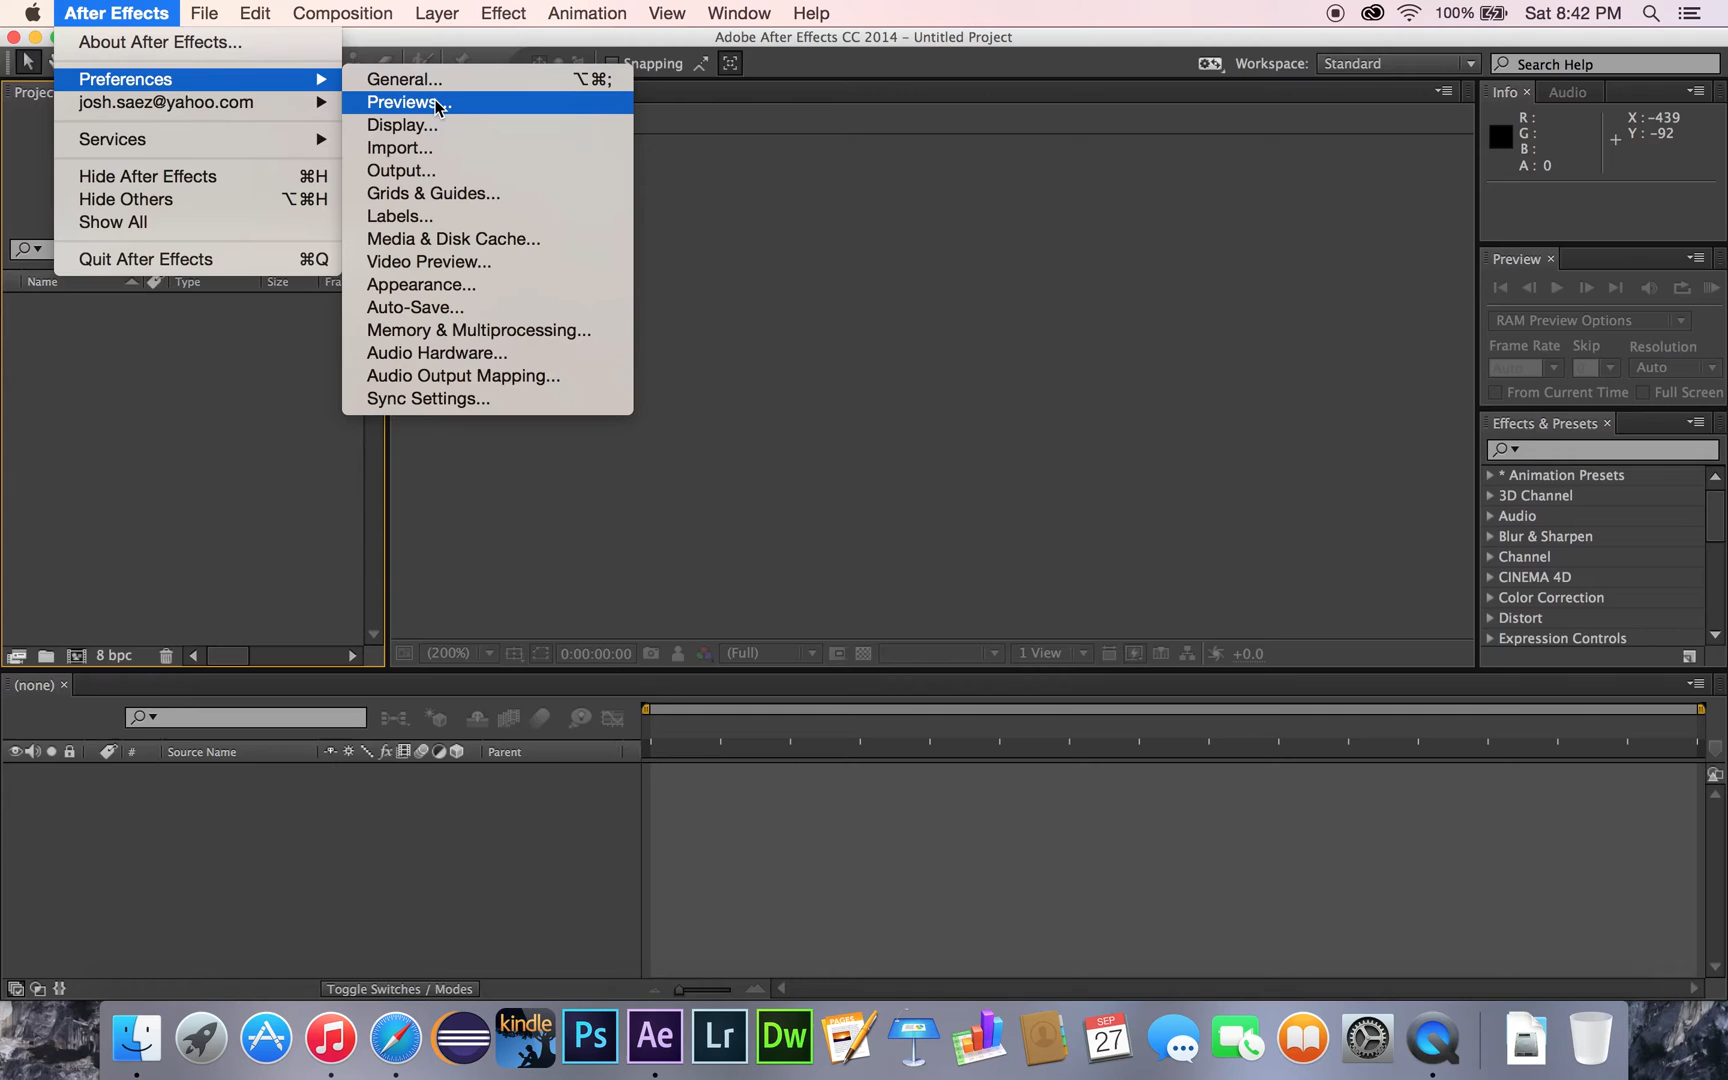 After Effects File Edit Composition Layer Effect Animation View Window Help 100% Sat 8:42 PM
Adobe After Effects CC 2014 – Untitled Project
About After Effects...
Preferences
josh.saez@yahoo.com
Services
Hide After Effects ⌘H
Hide Others ⌥⌘H
Show All
Quit After Effects ⌘Q
General... ⌥⌘;
Previews...
Display...
Import...
Output...
Grids & Guides...
Labels...
Media & Disk Cache...
Video Preview...
Appearance...
Auto-Save...
Memory & Multiprocessing...
Audio Hardware...
Audio Output Mapping...
Sync Settings...
Snapping Workspace: Standard Search Help
Projec
Name Type Size Fra
8 bpc
(200%) 0:00:00:00 (Full) 1 View +0.0
Info Audio
R : X : -439
G : Y : -92
B :
A : 0
Preview
RAM Preview Options
Frame Rate Skip Resolution
Auto 0 Auto
From Current Time Full Screen
Effects & Presets
* Animation Presets
3D Channel
Audio
Blur & Sharpen
Channel
CINEMA 4D
Color Correction
Distort
Expression Controls
(none)
# Source Name fx Parent
Toggle Switches / Modes
kindle Ps Ae Lr Dw PAGES SEP
27